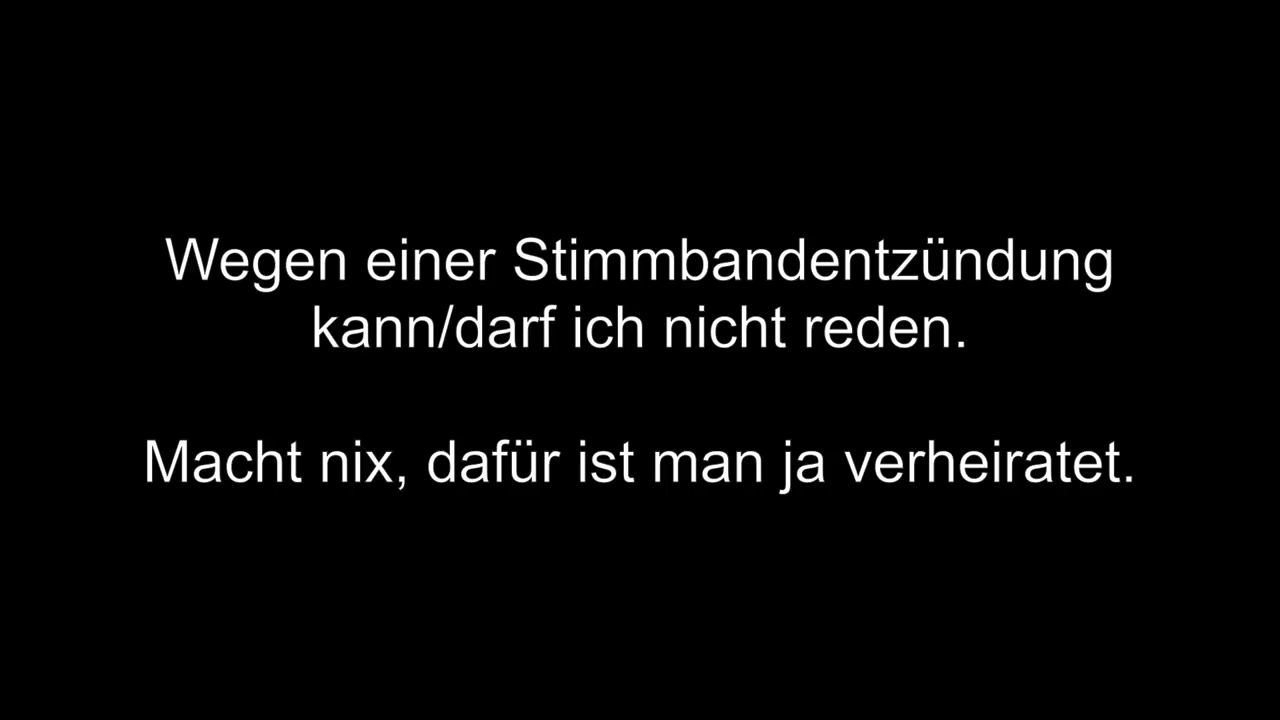 Wegen einer Stimmbandentzündung
kann/darf ich nicht reden.
Macht nix, dafür ist man ja verheiratet.